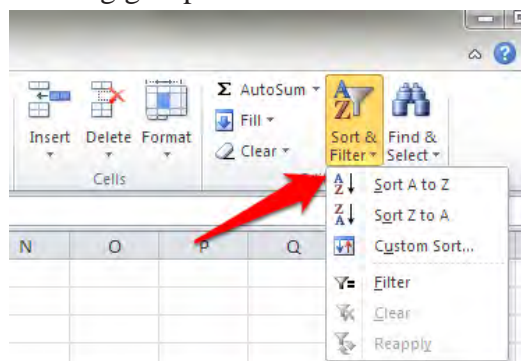 Σ AutoSum
Fill
Insert Delete Format
Sort & Filter
Find & Select
Clear
Cells
Sort A to Z
Sort Z to A
Custom Sort...
N O P Q
Filter
Clear
Reapply